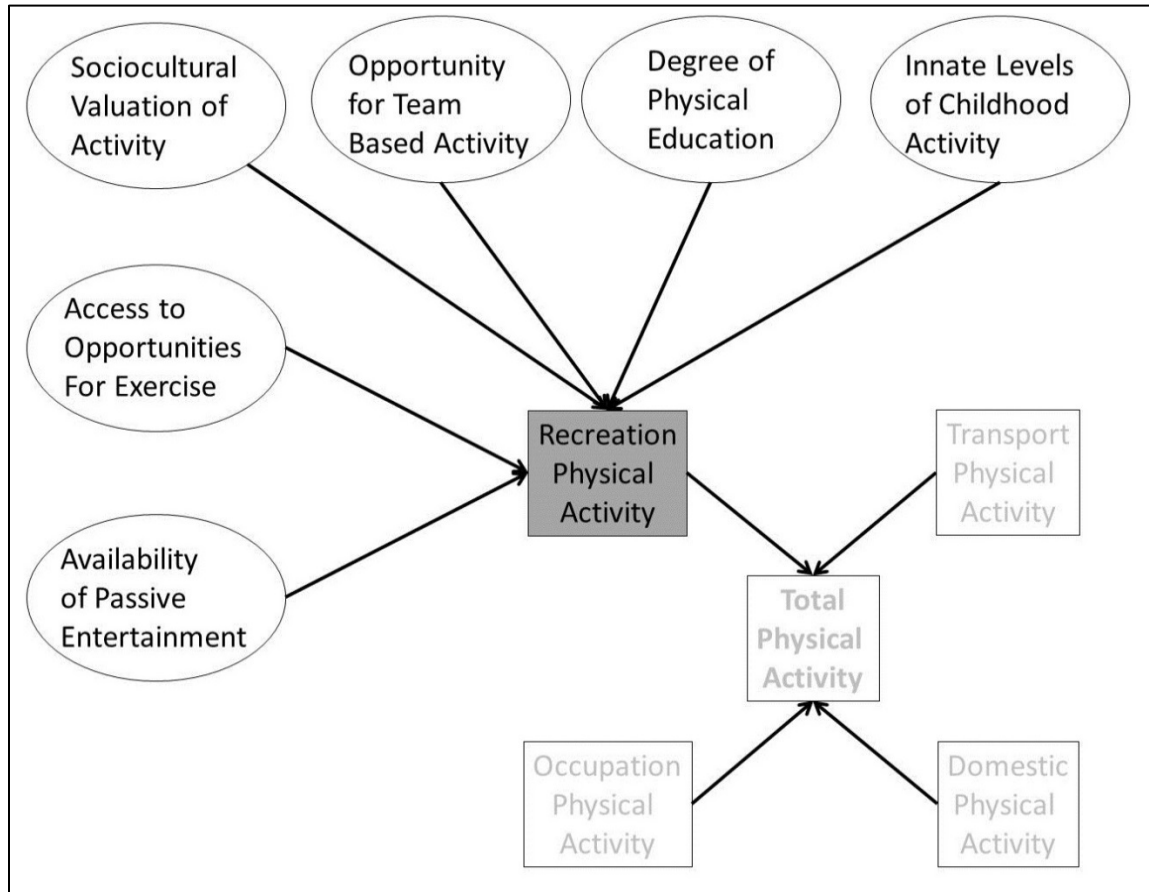 Sociocultural
Valuation of
Activity
Opportunity
for Team
Based Activity
Degree of
Physical
Education
Innate Levels
of Childhood
Activity
Access to
Opportunities
For Exercise
Recreation
Physical
Activity
Transport
Physical
Activity
Availability
of Passive
Entertainment
Total
Physical
Activity
Occupation
Physical
Activity
Domestic
Physical
Activity